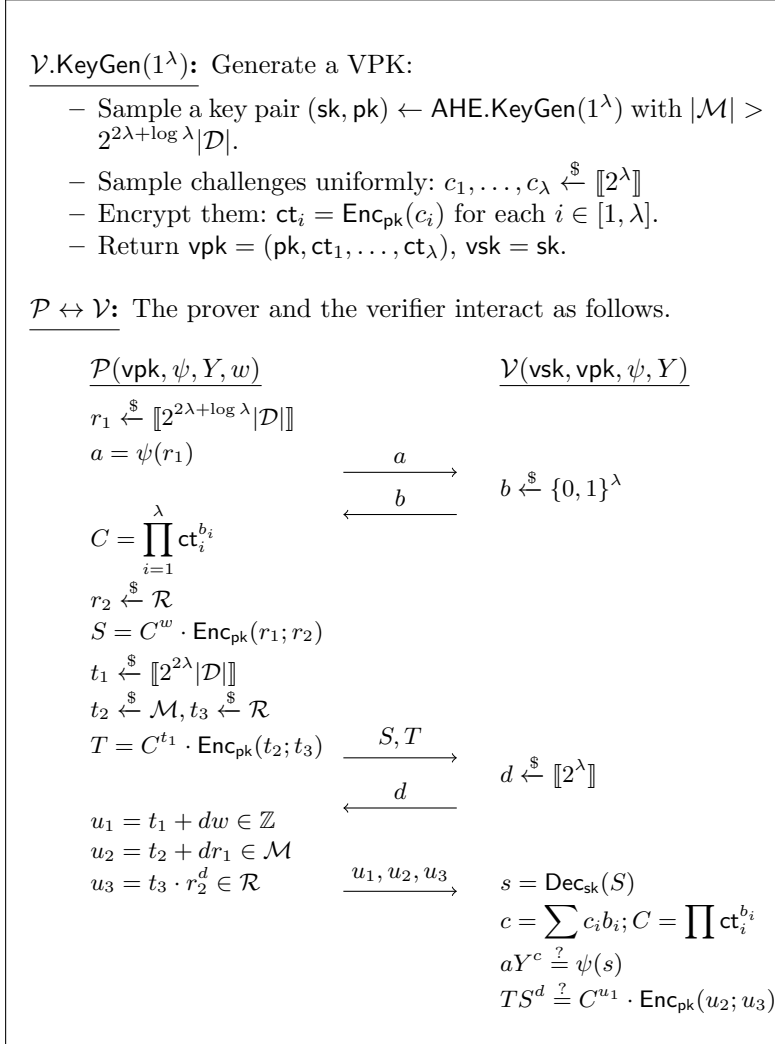 𝒱.KeyGen(1^λ): Generate a VPK:
– Sample a key pair (sk, pk) ← AHE.KeyGen(1^λ) with |ℳ| >
2^{2λ+log λ}|𝒟|.
– Sample challenges uniformly: c_1, . . . , c_λ ←$ ⟦2^λ⟧
– Encrypt them: ct_i = Enc_pk(c_i) for each i ∈ [1, λ].
– Return vpk = (pk, ct_1, . . . , ct_λ), vsk = sk.
𝒫 ↔ 𝒱: The prover and the verifier interact as follows.
𝒫(vpk, ψ, Y, w) 𝒱(vsk, vpk, ψ, Y)
r_1 ←$ ⟦2^{2λ+log λ}|𝒟|⟧
a = ψ(r_1) a
b ←$ {0, 1}^λ
b
C = ∏_{i=1}^{λ} ct_i^{b_i}
r_2 ←$ ℛ
S = C^w · Enc_pk(r_1; r_2)
t_1 ←$ ⟦2^{2λ}|𝒟|⟧
t_2 ←$ ℳ, t_3 ←$ ℛ
T = C^{t_1} · Enc_pk(t_2; t_3) S, T
d ←$ ⟦2^λ⟧
d
u_1 = t_1 + dw ∈ ℤ
u_2 = t_2 + dr_1 ∈ ℳ
u_3 = t_3 · r_2^d ∈ ℛ u_1, u_2, u_3 s = Dec_sk(S)
c = ∑ c_i b_i; C = ∏ ct_i^{b_i}
aY^c ≟ ψ(s)
TS^d ≟ C^{u_1} · Enc_pk(u_2; u_3)